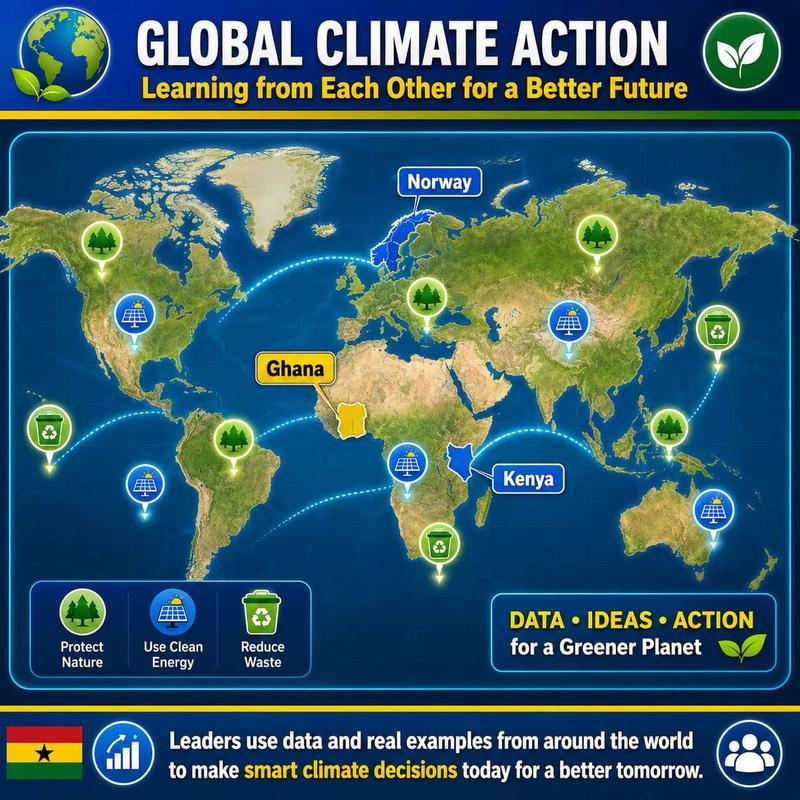 GLOBAL CLIMATE ACTION
Learning from Each Other for a Better Future
Norway
Ghana
Kenya
Protect
Nature
Use Clean
Energy
Reduce
Waste
DATA • IDEAS • ACTION
for a Greener Planet
Leaders use data and real examples from around the world
to make smart climate decisions today for a better tomorrow.